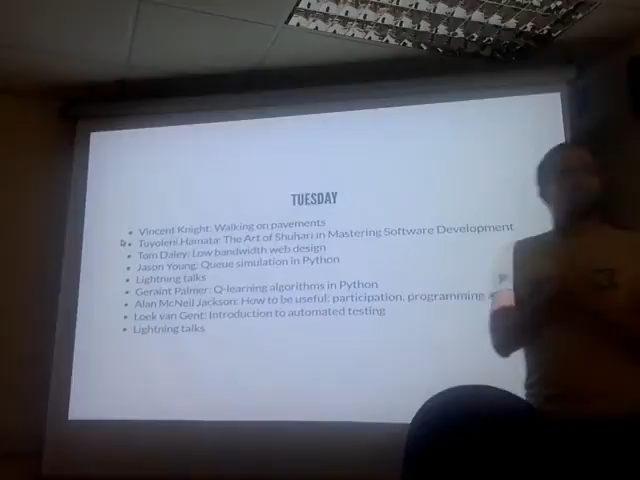 TUESDAY
• Vincent Knight: Walking on pavements
• Tuyoleni Hamata: The Art of Shuhari in Mastering Software Development
• Tom Daley: Low bandwidth web design
• Jason Young: Queue simulation in Python
• Lightning talks
• Geraint Palmer: Q-learning algorithms in Python
• Alan McNeil Jackson: How to be useful: participation, programming
• Loek van Gent: Introduction to automated testing
• Lightning talks